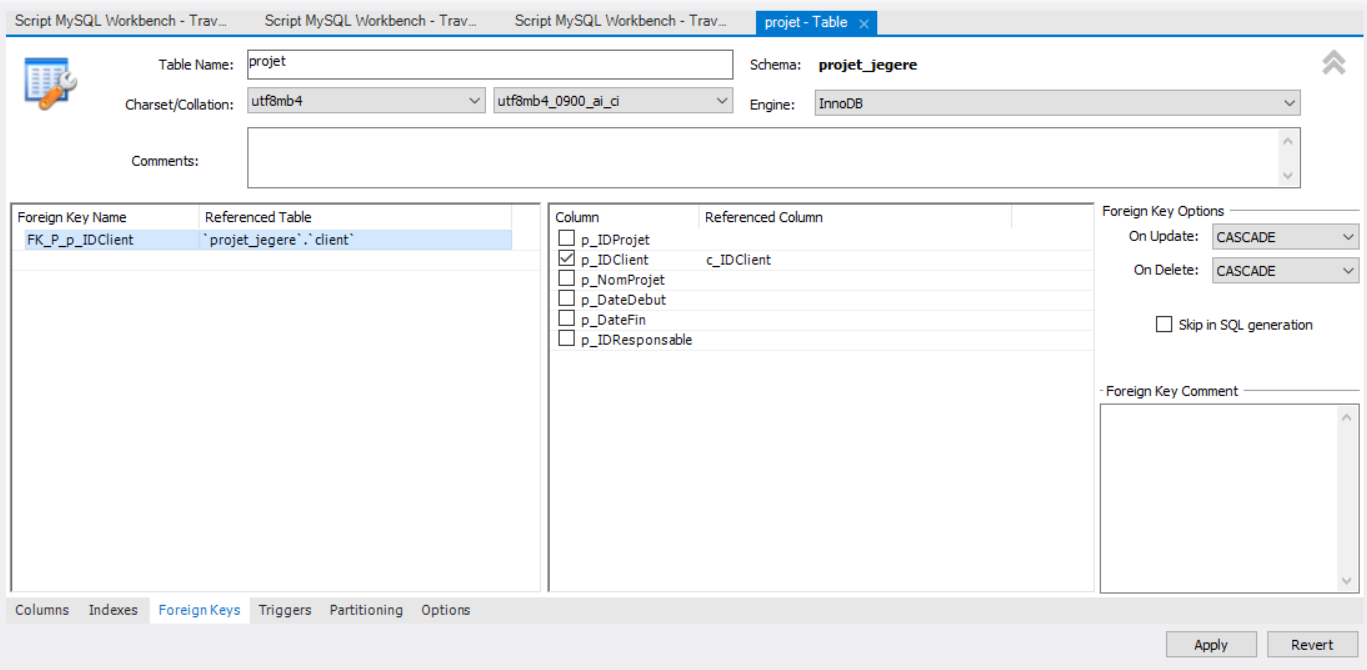 Script MySQL Workbench - Trav... Script MySQL Workbench - Trav... Script MySQL Workbench - Trav... projet - Table ×
Table Name: projet Schema: projet_jegere
Charset/Collation: utf8mb4 utf8mb4_0900_ai_ci Engine: InnoDB
Comments:
Foreign Key Name Referenced Table
FK_P_p_IDClient `projet_jegere`.`client`
Column Referenced Column
p_IDProjet
p_IDClient c_IDClient
p_NomProjet
p_DateDebut
p_DateFin
p_IDResponsable
Foreign Key Options
On Update: CASCADE
On Delete: CASCADE
Skip in SQL generation
Foreign Key Comment
Columns Indexes Foreign Keys Triggers Partitioning Options
Apply Revert